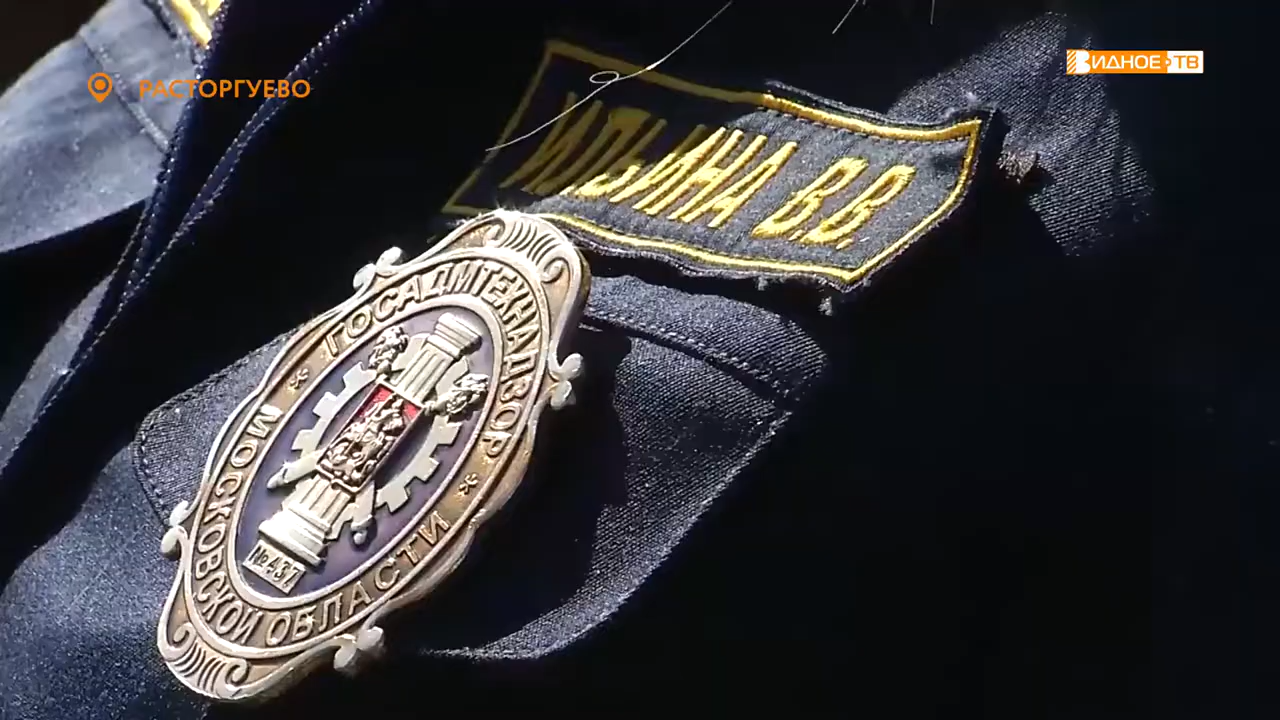 РАСТОРГУЕВО
ВИДНОЕ ТВ
ИЛЬИНА В.В.
ГОСАДМТЕХНАДЗОР
МОСКОВСКОЙ ОБЛАСТИ
№437